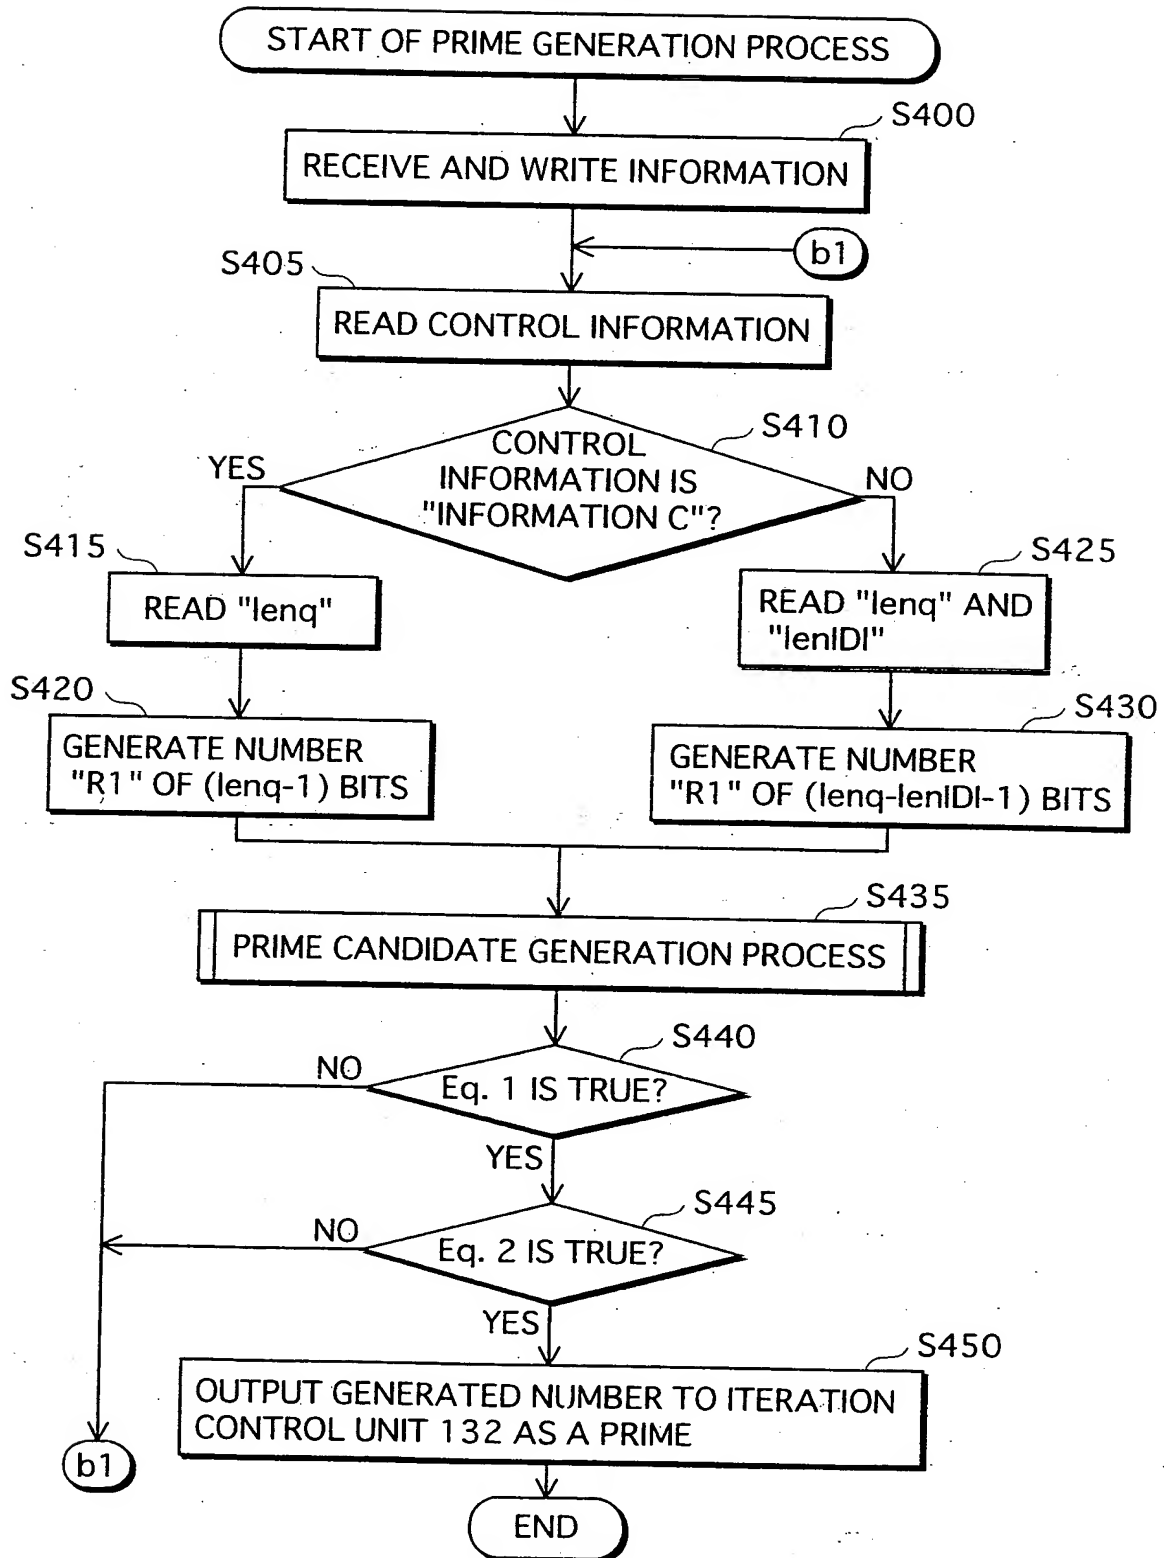 START OF PRIME GENERATION PROCESS
S400
RECEIVE AND WRITE INFORMATION
b1
S405
READ CONTROL INFORMATION
S410
CONTROL
INFORMATION IS
"INFORMATION C"?
YES
NO
S415
READ "lenq"
S425
READ "lenq" AND
"lenIDI"
S420
GENERATE NUMBER
"R1" OF (lenq-1) BITS
S430
GENERATE NUMBER
"R1" OF (lenq-lenIDI-1) BITS
S435
PRIME CANDIDATE GENERATION PROCESS
S440
NO
Eq. 1 IS TRUE?
YES
S445
NO
Eq. 2 IS TRUE?
YES
S450
OUTPUT GENERATED NUMBER TO ITERATION
CONTROL UNIT 132 AS A PRIME
b1
END